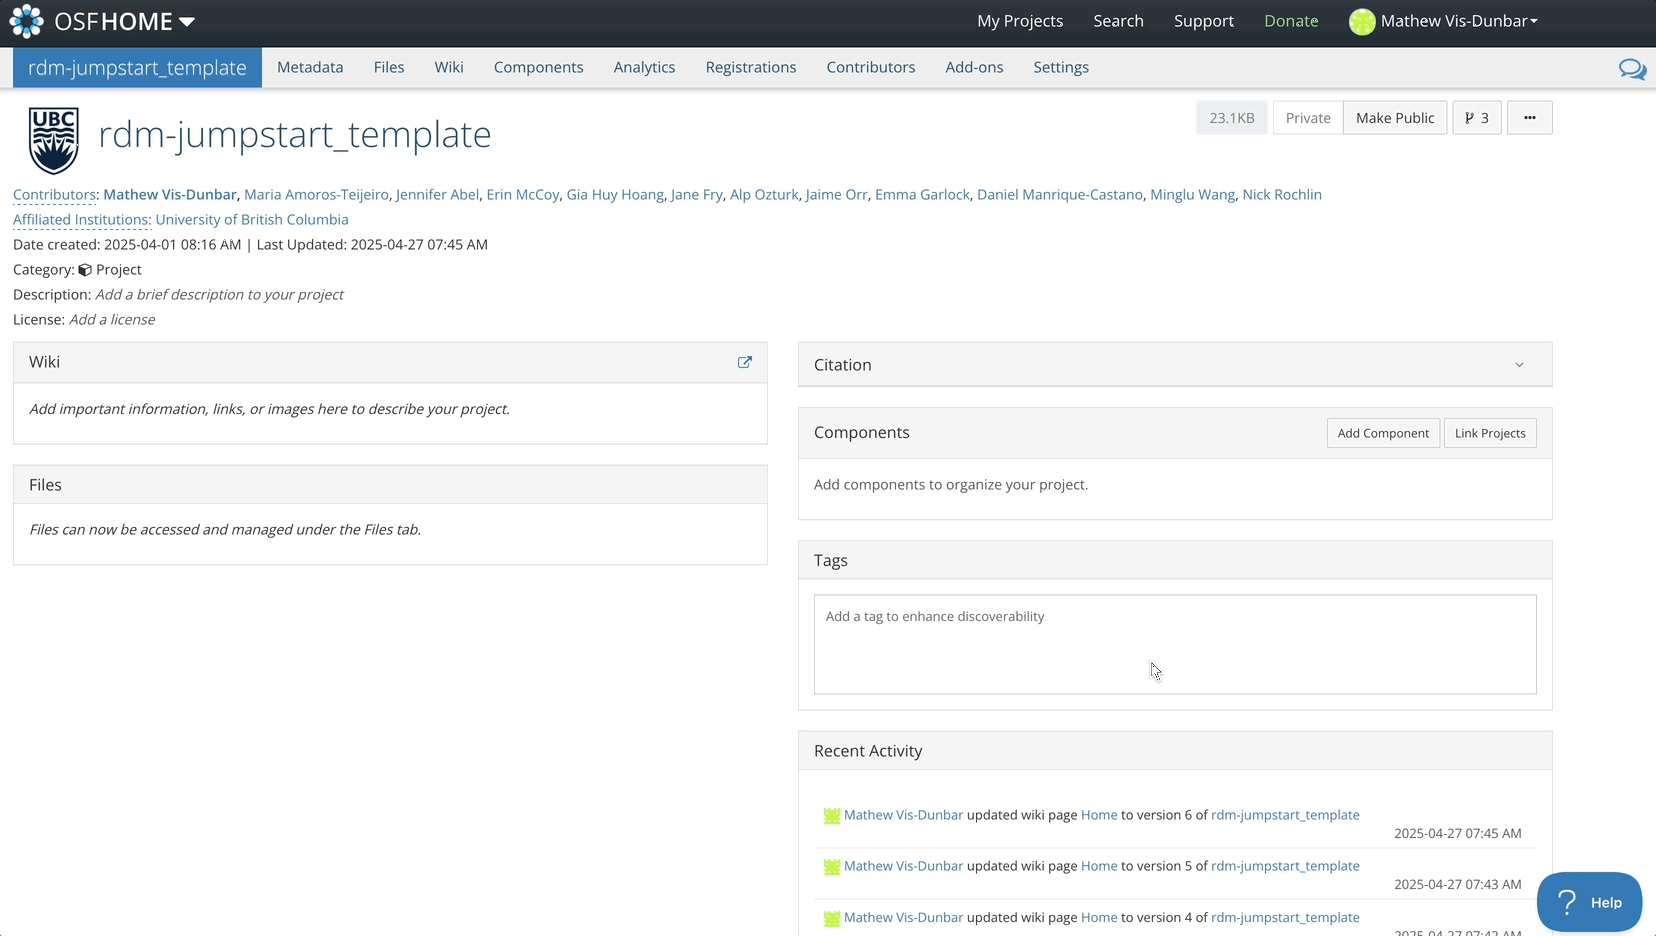 OSFHOME
My Projects Search Support Donate Mathew Vis-Dunbar
rdm-jumpstart_template Metadata Files Wiki Components Analytics Registrations Contributors Add-ons Settings
UBC
rdm-jumpstart_template
23.1KB Private Make Public 3 ...
Contributors: Mathew Vis-Dunbar, Maria Amoros-Teijeiro, Jennifer Abel, Erin McCoy, Gia Huy Hoang, Jane Fry, Alp Ozturk, Jaime Orr, Emma Garlock, Daniel Manrique-Castano, Minglu Wang, Nick Rochlin
Affiliated Institutions: University of British Columbia
Date created: 2025-04-01 08:16 AM | Last Updated: 2025-04-27 07:45 AM
Category: Project
Description: Add a brief description to your project
License: Add a license
Wiki
Add important information, links, or images here to describe your project.
Files
Files can now be accessed and managed under the Files tab.
Citation
Components
Add Component Link Projects
Add components to organize your project.
Tags
Add a tag to enhance discoverability
Recent Activity
Mathew Vis-Dunbar updated wiki page Home to version 6 of rdm-jumpstart_template
2025-04-27 07:45 AM
Mathew Vis-Dunbar updated wiki page Home to version 5 of rdm-jumpstart_template
2025-04-27 07:43 AM
Mathew Vis-Dunbar updated wiki page Home to version 4 of rdm-jumpstart_template
2025-04-27 07:42 AM
? Help